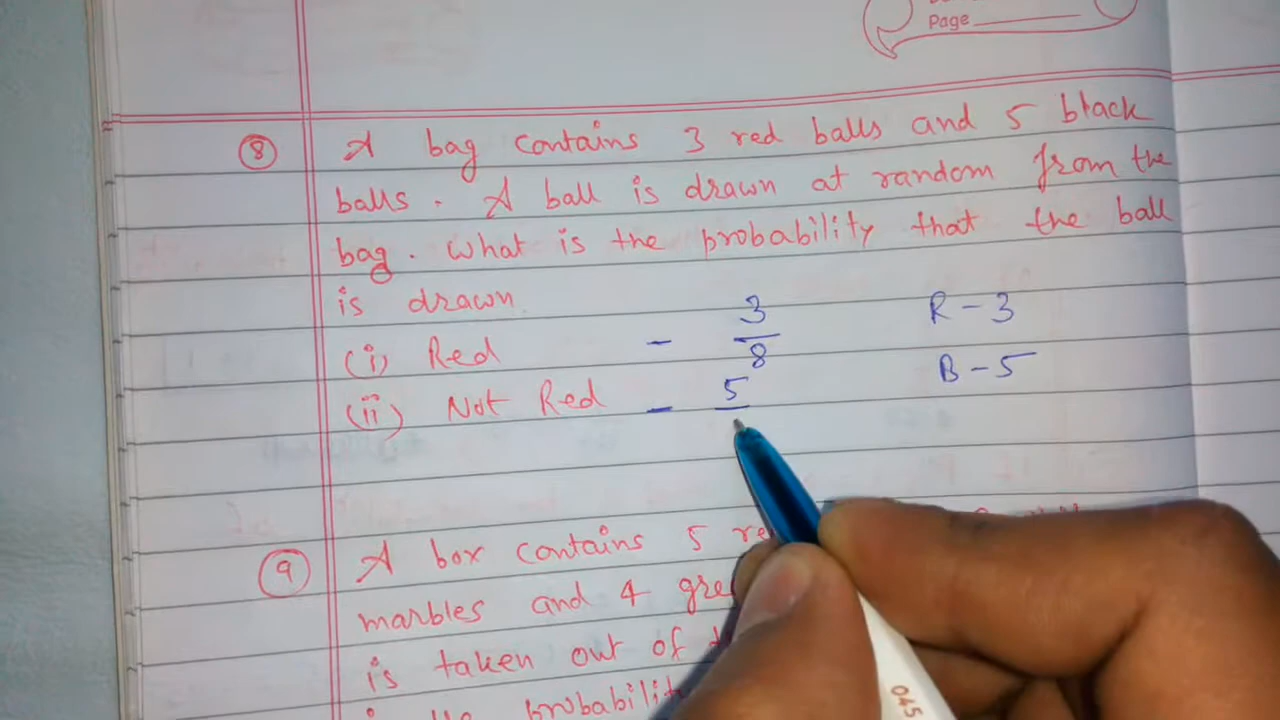 Page
8 A bag contains 3 red balls and 5 black
balls. A ball is drawn at random from the
bag. What is the probability that the ball
is drawn
(i) Red - 3/8 R - 3
(ii) Not Red - 5 B - 5
9 A box contains 5
marbles and 4
is taken out of
probability
045